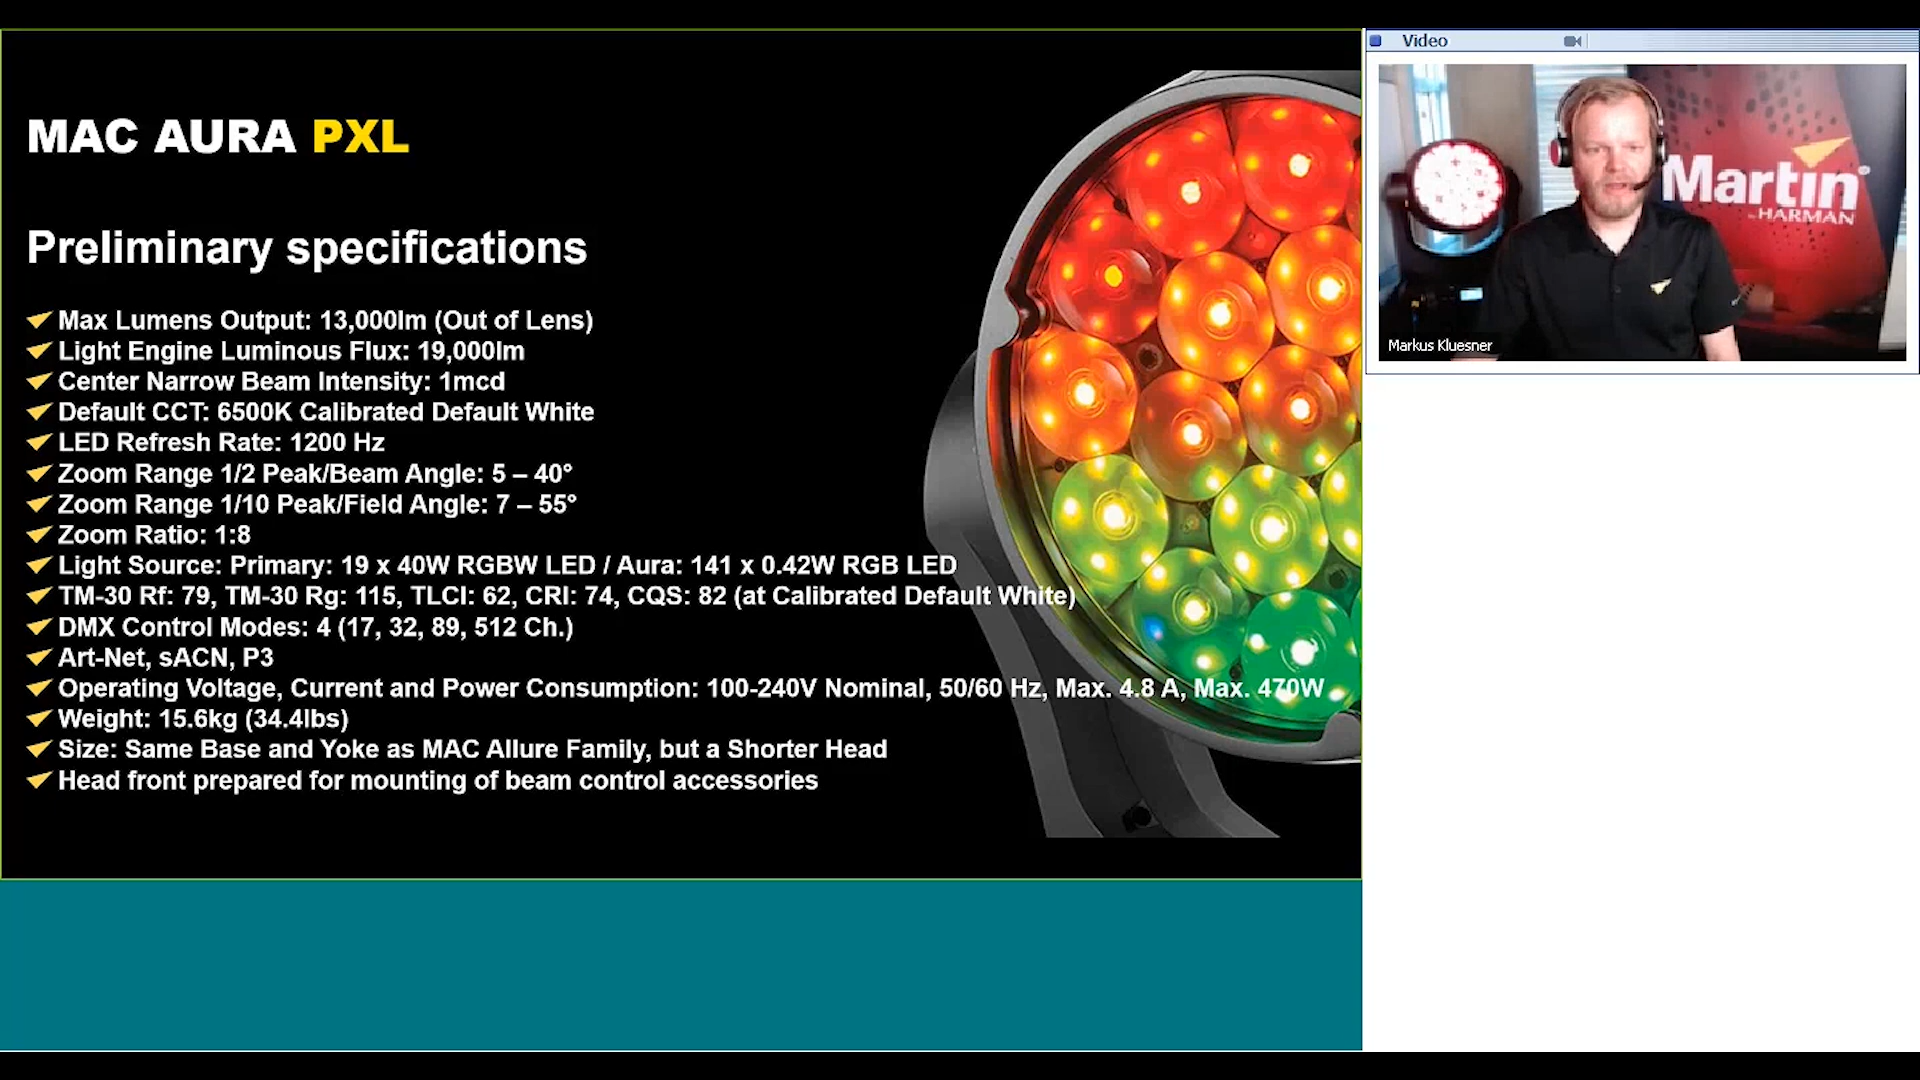 MAC AURA PXL
Preliminary specifications
Max Lumens Output: 13,000lm (Out of Lens)
Light Engine Luminous Flux: 19,000lm
Center Narrow Beam Intensity: 1mcd
Default CCT: 6500K Calibrated Default White
LED Refresh Rate: 1200 Hz
Zoom Range 1/2 Peak/Beam Angle: 5 – 40°
Zoom Range 1/10 Peak/Field Angle: 7 – 55°
Zoom Ratio: 1:8
Light Source: Primary: 19 x 40W RGBW LED / Aura: 141 x 0.42W RGB LED
TM-30 Rf: 79, TM-30 Rg: 115, TLCI: 62, CRI: 74, CQS: 82 (at Calibrated Default White)
DMX Control Modes: 4 (17, 32, 89, 512 Ch.)
Art-Net, sACN, P3
Operating Voltage, Current and Power Consumption: 100-240V Nominal, 50/60 Hz, Max. 4.8 A, Max. 470W
Weight: 15.6kg (34.4lbs)
Size: Same Base and Yoke as MAC Allure Family, but a Shorter Head
Head front prepared for mounting of beam control accessories
Video
Martin®
by HARMAN
Markus Kluesner